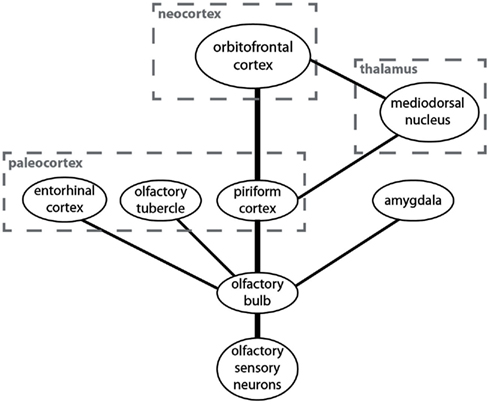 neocortex
orbitofrontal
cortex
thalamus
mediodorsal
nucleus
paleocortex
entorhinal
cortex
olfactory
tubercle
piriform
cortex
amygdala
olfactory
bulb
olfactory
sensory
neurons